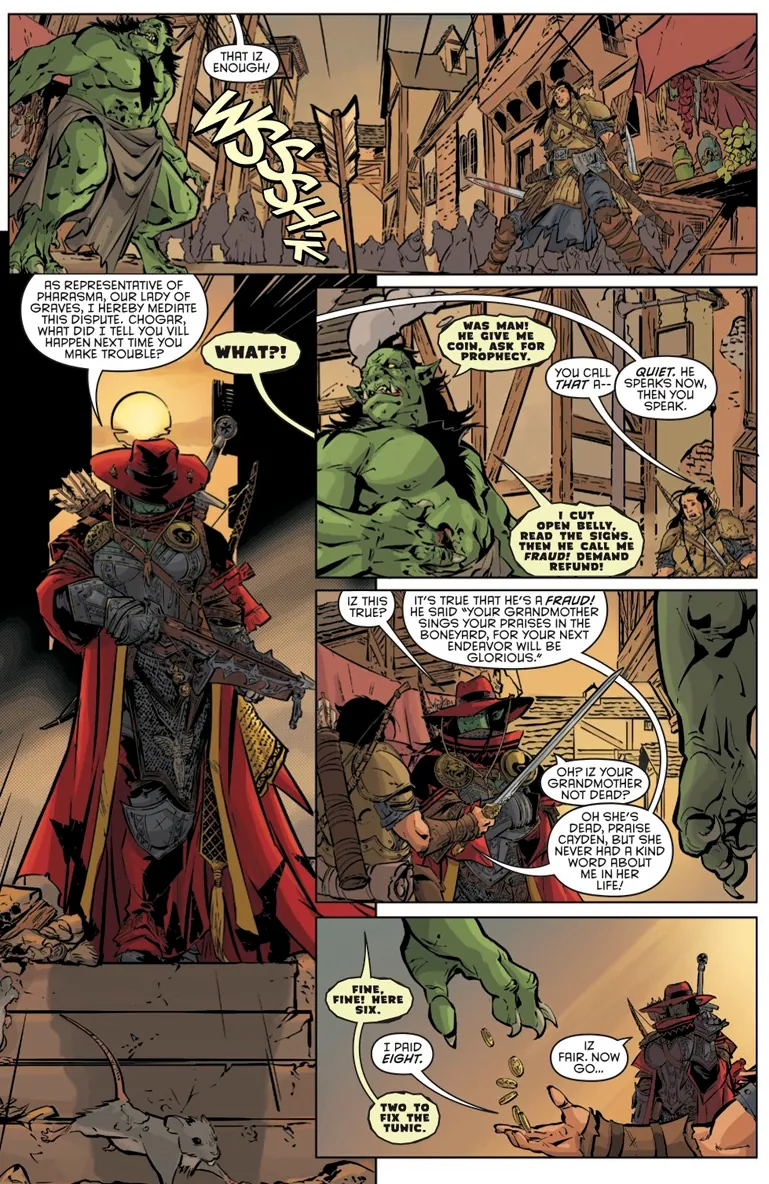 THAT IZ
ENOUGH!
WSSSH'K
AS REPRESENTATIVE OF
PHARASMA, OUR LADY OF
GRAVES, I HEREBY MEDIATE
THIS DISPUTE. CHOGAR,
WHAT DID I TELL YOU VILL
HAPPEN NEXT TIME YOU
MAKE TROUBLE?
WHAT?!
WAS MAN!
HE GIVE ME
COIN, ASK FOR
PROPHECY.
YOU CALL
THAT A--
QUIET. HE
SPEAKS NOW,
THEN YOU
SPEAK.
I CUT
OPEN BELLY,
READ THE SIGNS.
THEN HE CALL ME
FRAUD! DEMAND
REFUND!
IZ THIS
TRUE?
IT'S TRUE THAT HE'S A FRAUD!
HE SAID "YOUR GRANDMOTHER
SINGS YOUR PRAISES IN THE
BONEYARD, FOR YOUR NEXT
ENDEAVOR WILL BE
GLORIOUS."
OH? IZ YOUR
GRANDMOTHER
NOT DEAD?
OH SHE'S
DEAD, PRAISE
CAYDEN, BUT SHE
NEVER HAD A KIND
WORD ABOUT
ME IN HER
LIFE!
FINE,
FINE! HERE
SIX.
I PAID
EIGHT.
TWO TO
FIX THE
TUNIC.
IZ
FAIR. NOW
GO...